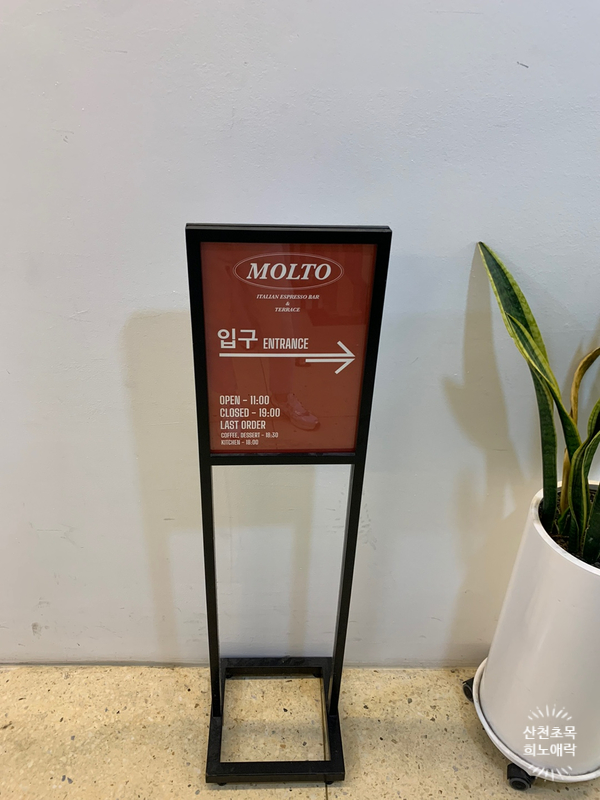 MOLTO
ITALIAN ESPRESSO BAR
&
TERRACE
입구 ENTRANCE
OPEN - 11:00
CLOSED - 19:00
LAST ORDER
COFFEE, DESSERT - 18:30
KITCHEN - 18:00
산천초목
희노애락